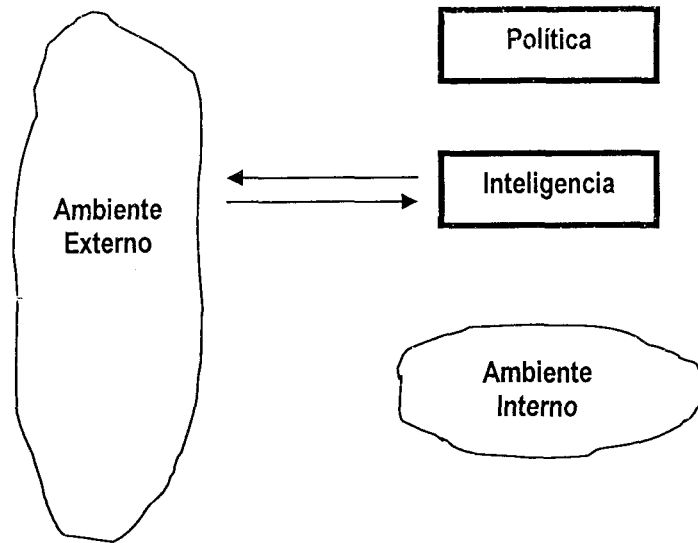 Política
Inteligencia
Ambiente
Externo
Ambiente
Interno